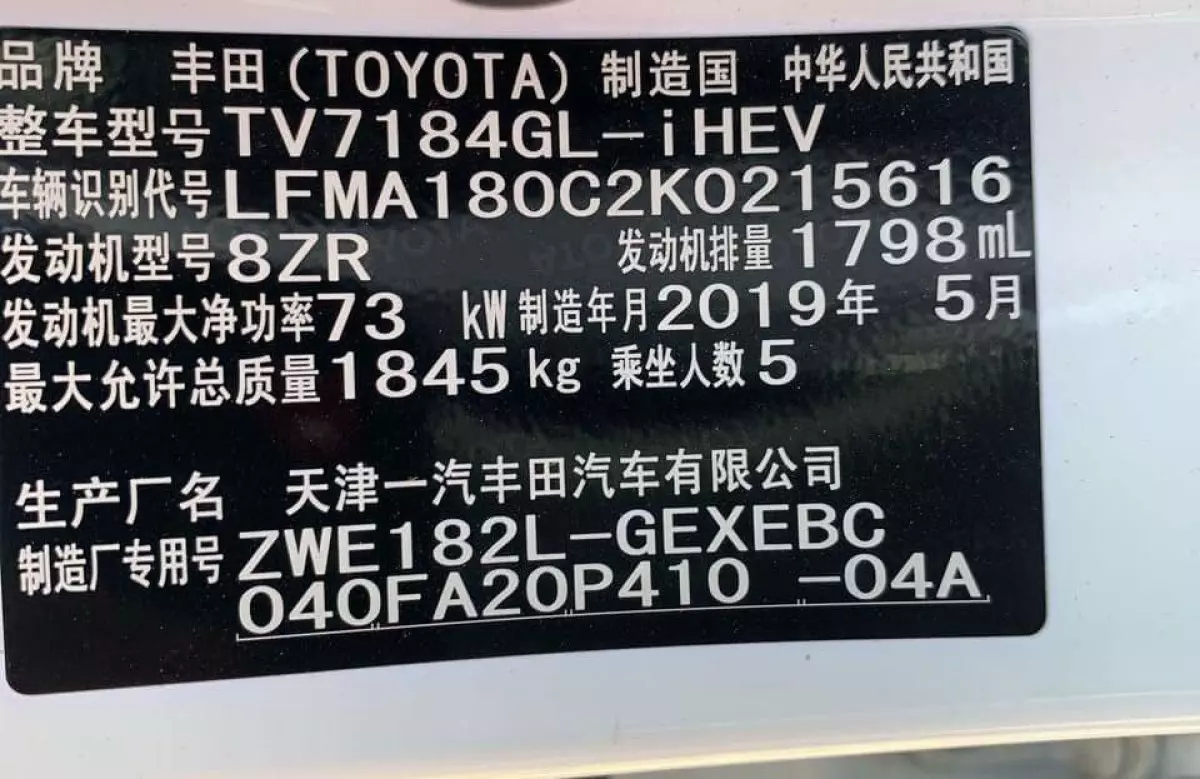 品牌 丰田(TOYOTA) 制造国 中华人民共和国
整车型号 TV7184GL-iHEV
车辆识别代号 LFMA180C2K0215616
发动机型号 8ZR 发动机排量 1798 mL
发动机最大净功率 73 kW 制造年月 2019年 5月
最大允许总质量 1845 kg 乘坐人数 5
生产厂名 天津一汽丰田汽车有限公司
制造厂专用号 ZWE182L-GEXEBC
040FA20P410 -04A